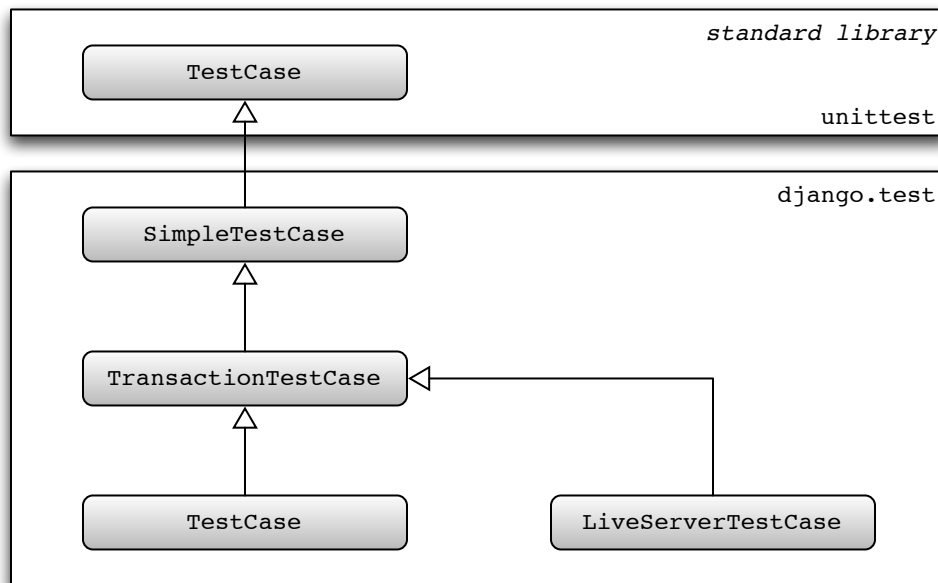 standard library
TestCase
unittest
django.test
SimpleTestCase
TransactionTestCase
TestCase
LiveServerTestCase